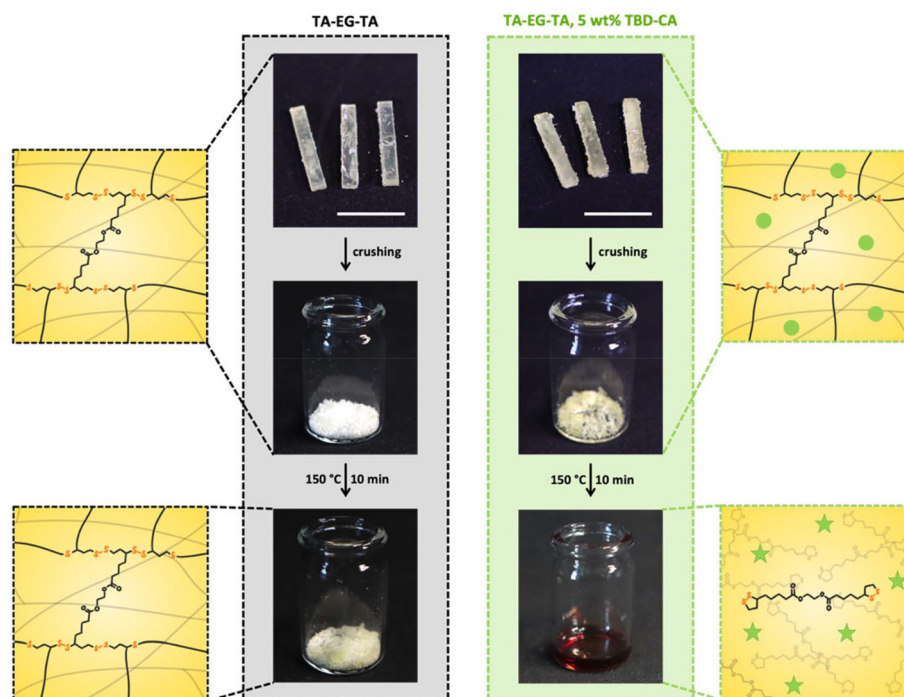 TA-EG-TA
TA-EG-TA, 5 wt% TBD-CA
crushing
crushing
150 °C 10 min
150 °C 10 min